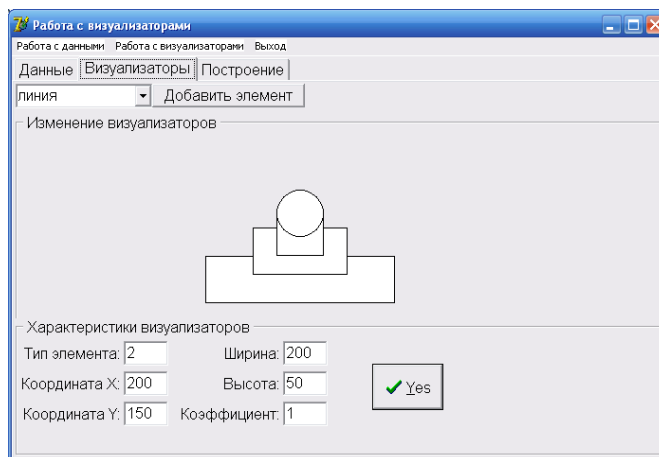 Работа с визуализаторами
Работа с данными Работа с визуализаторами Выход
Данные Визуализаторы Построение
линия Добавить элемент
Изменение визуализаторов
Характеристики визуализаторов
Тип элемента: 2 Ширина: 200
Координата X: 200 Высота: 50 Yes
Координата Y: 150 Коэффициент: 1